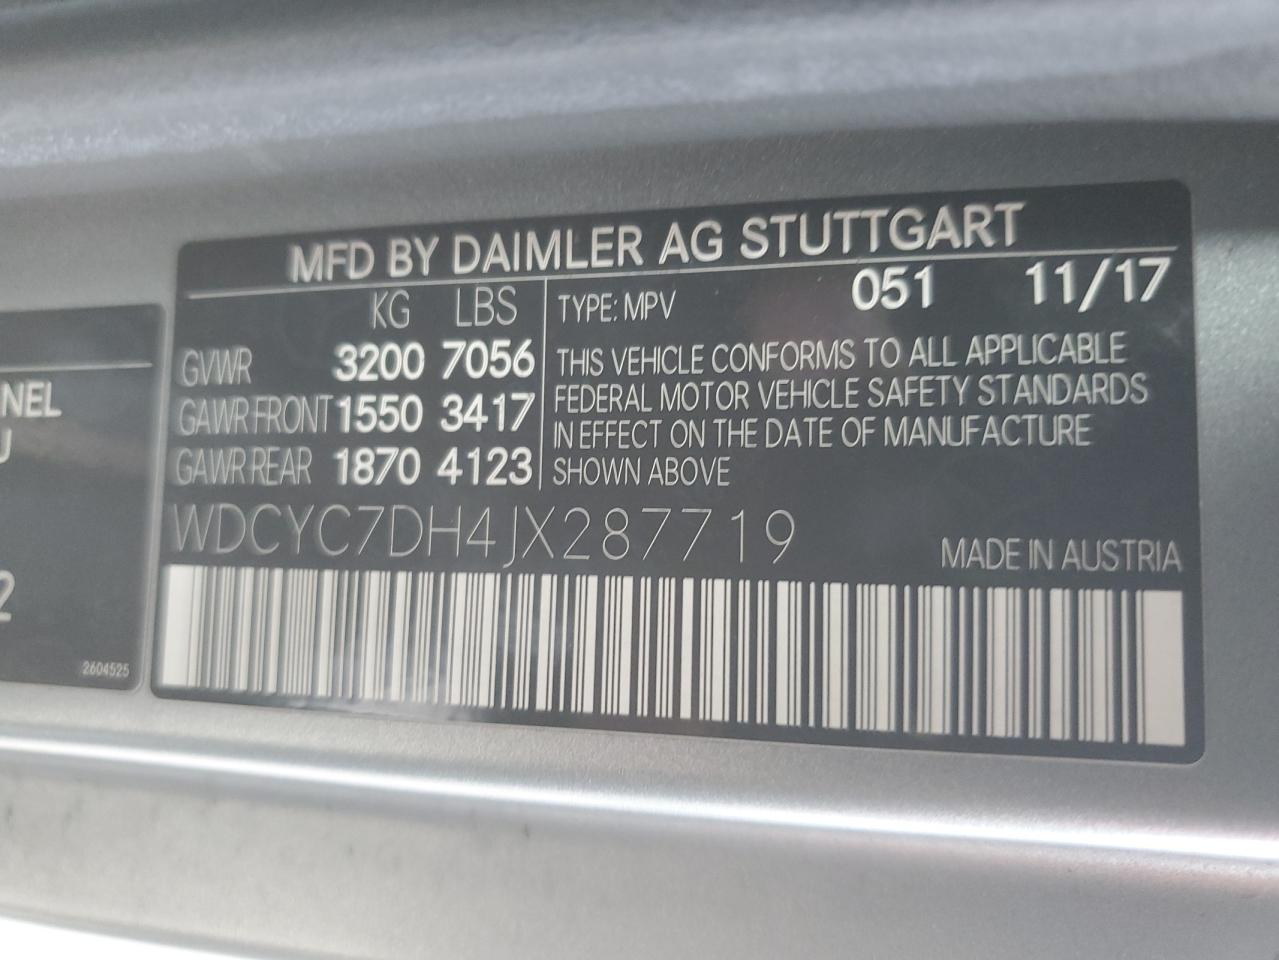 MFD BY DAIMLER AG STUTTGART
KG LBS
GVWR 3200 7056
GAWR FRONT 1550 3417
GAWR REAR 1870 4123
TYPE: MPV 051 11/17
THIS VEHICLE CONFORMS TO ALL APPLICABLE
FEDERAL MOTOR VEHICLE SAFETY STANDARDS
IN EFFECT ON THE DATE OF MANUFACTURE
SHOWN ABOVE
WDCYC7DH4JX287719
MADE IN AUSTRIA
NEL
2
2604525